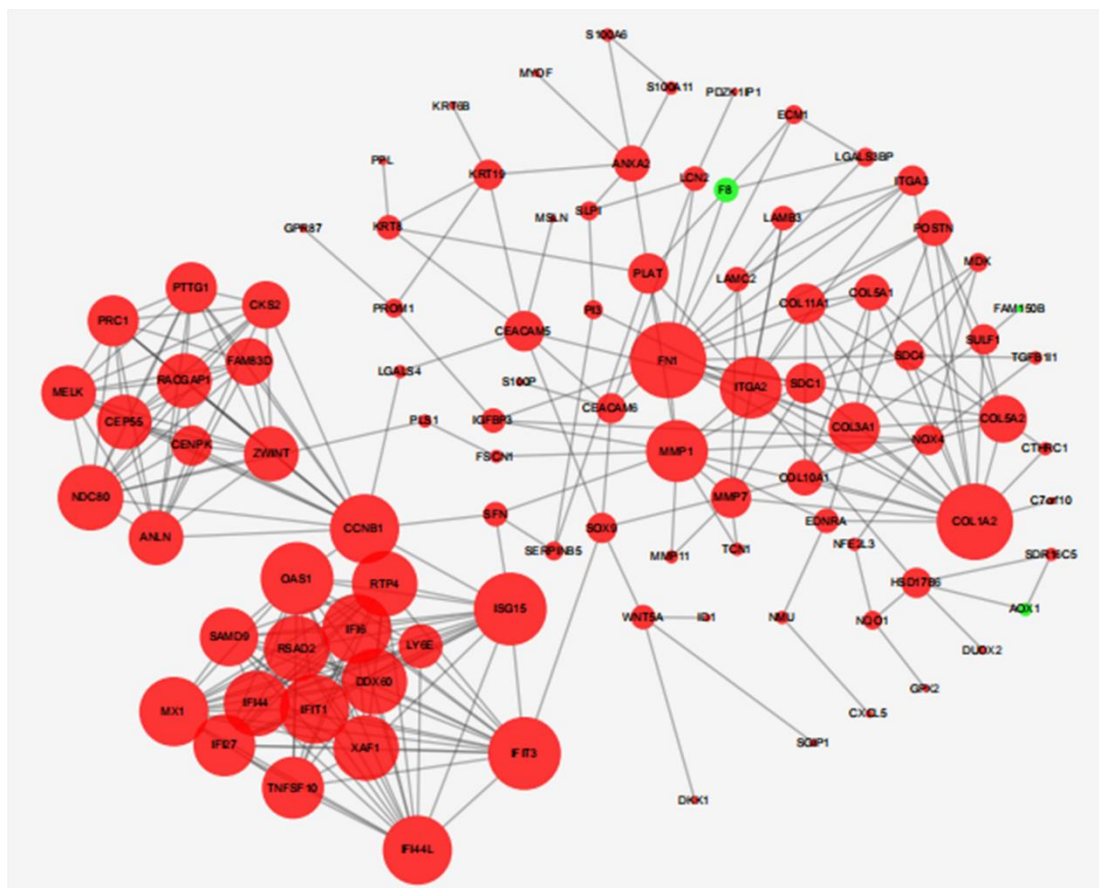 S100A6
MYOF
S100A11
PDZK1IP1
KRT6B
ECM1
PPL
KRT19
ANXA2
LCN2
F8
LGALS3BP
ITGA3
GPR87
KRT8
MSLN
SLPI
LAMB3
POSTN
PTTG1
PLAT
LAMC2
MDK
PRC1
CKS2
PROM1
PI3
COL11A1
COL5A1
FAM150B
CEACAM5
FAM83D
FN1
SULF1
MELK
RACGAP1
LGALS4
S100P
ITGA2
SDC1
SDC4
TGFB1I1
CEP55
CENPK
ZWINT
PLS1
IGFBP3
CEACAM6
COL3A1
NOX4
COL5A2
FSCN1
MMP1
CTHRC1
NDC80
MMP7
COL10A1
C7orf10
ANLN
CCNB1
SFN
SOX9
EDNRA
COL1A2
SERPINB5
MMP11
TCN1
NFE2L3
SDR16C5
OAS1
RTP4
HSD17B6
ISG15
AOX1
SAMD9
IFI6
WNT5A
ID1
NMU
NQO1
RSAD2
LY6E
DUOX2
DDX60
GPX2
MX1
IFI44
IFIT1
CXCL5
IFI27
XAF1
IFIT3
TNFSF10
DKK1
IFI44L